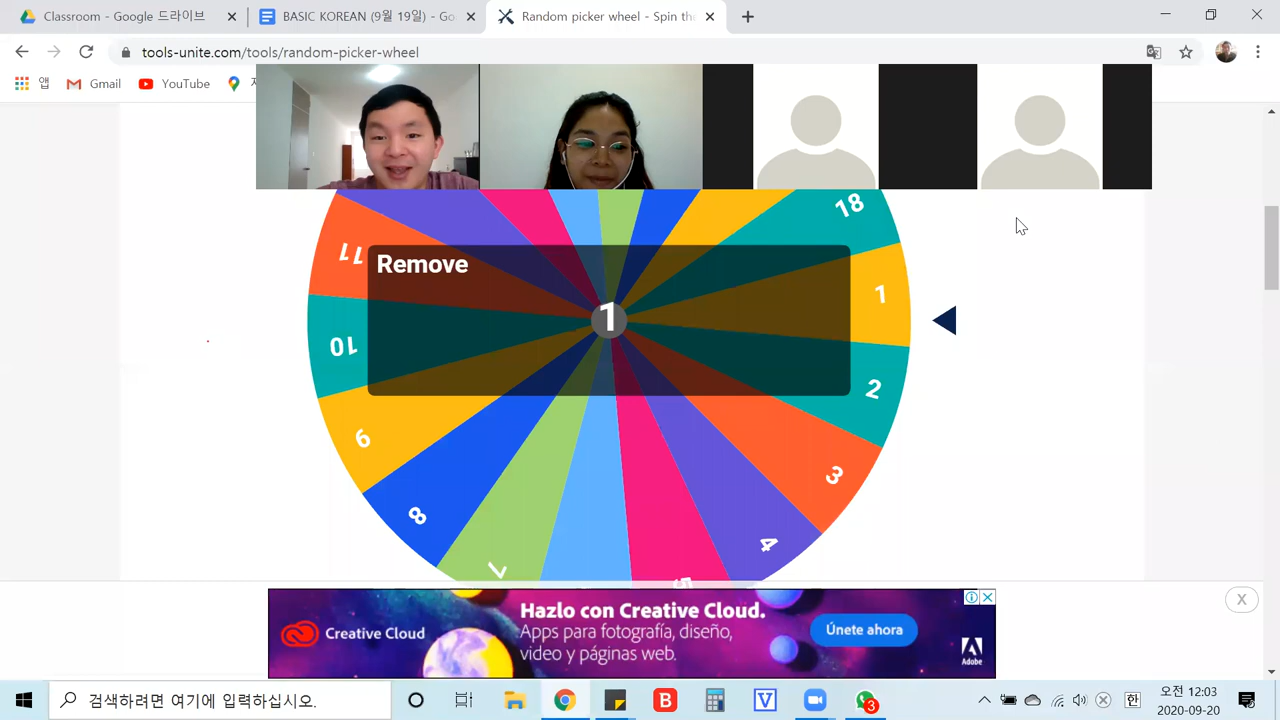 Classroom - Google 드라이브
BASIC KOREAN (9월 19일) - Go
Random picker wheel - Spin th
tools-unite.com/tools/random-picker-wheel
앱
Gmail
YouTube
18
11
Remove
1
1
10
2
9
3
8
4
7
5
Hazlo con Creative Cloud.
Creative Cloud
Apps para fotografía, diseño,
video y páginas web.
Únete ahora
Adobe
X
검색하려면 여기에 입력하십시오.
B
V
3
한
오전 12:03
2020-09-20